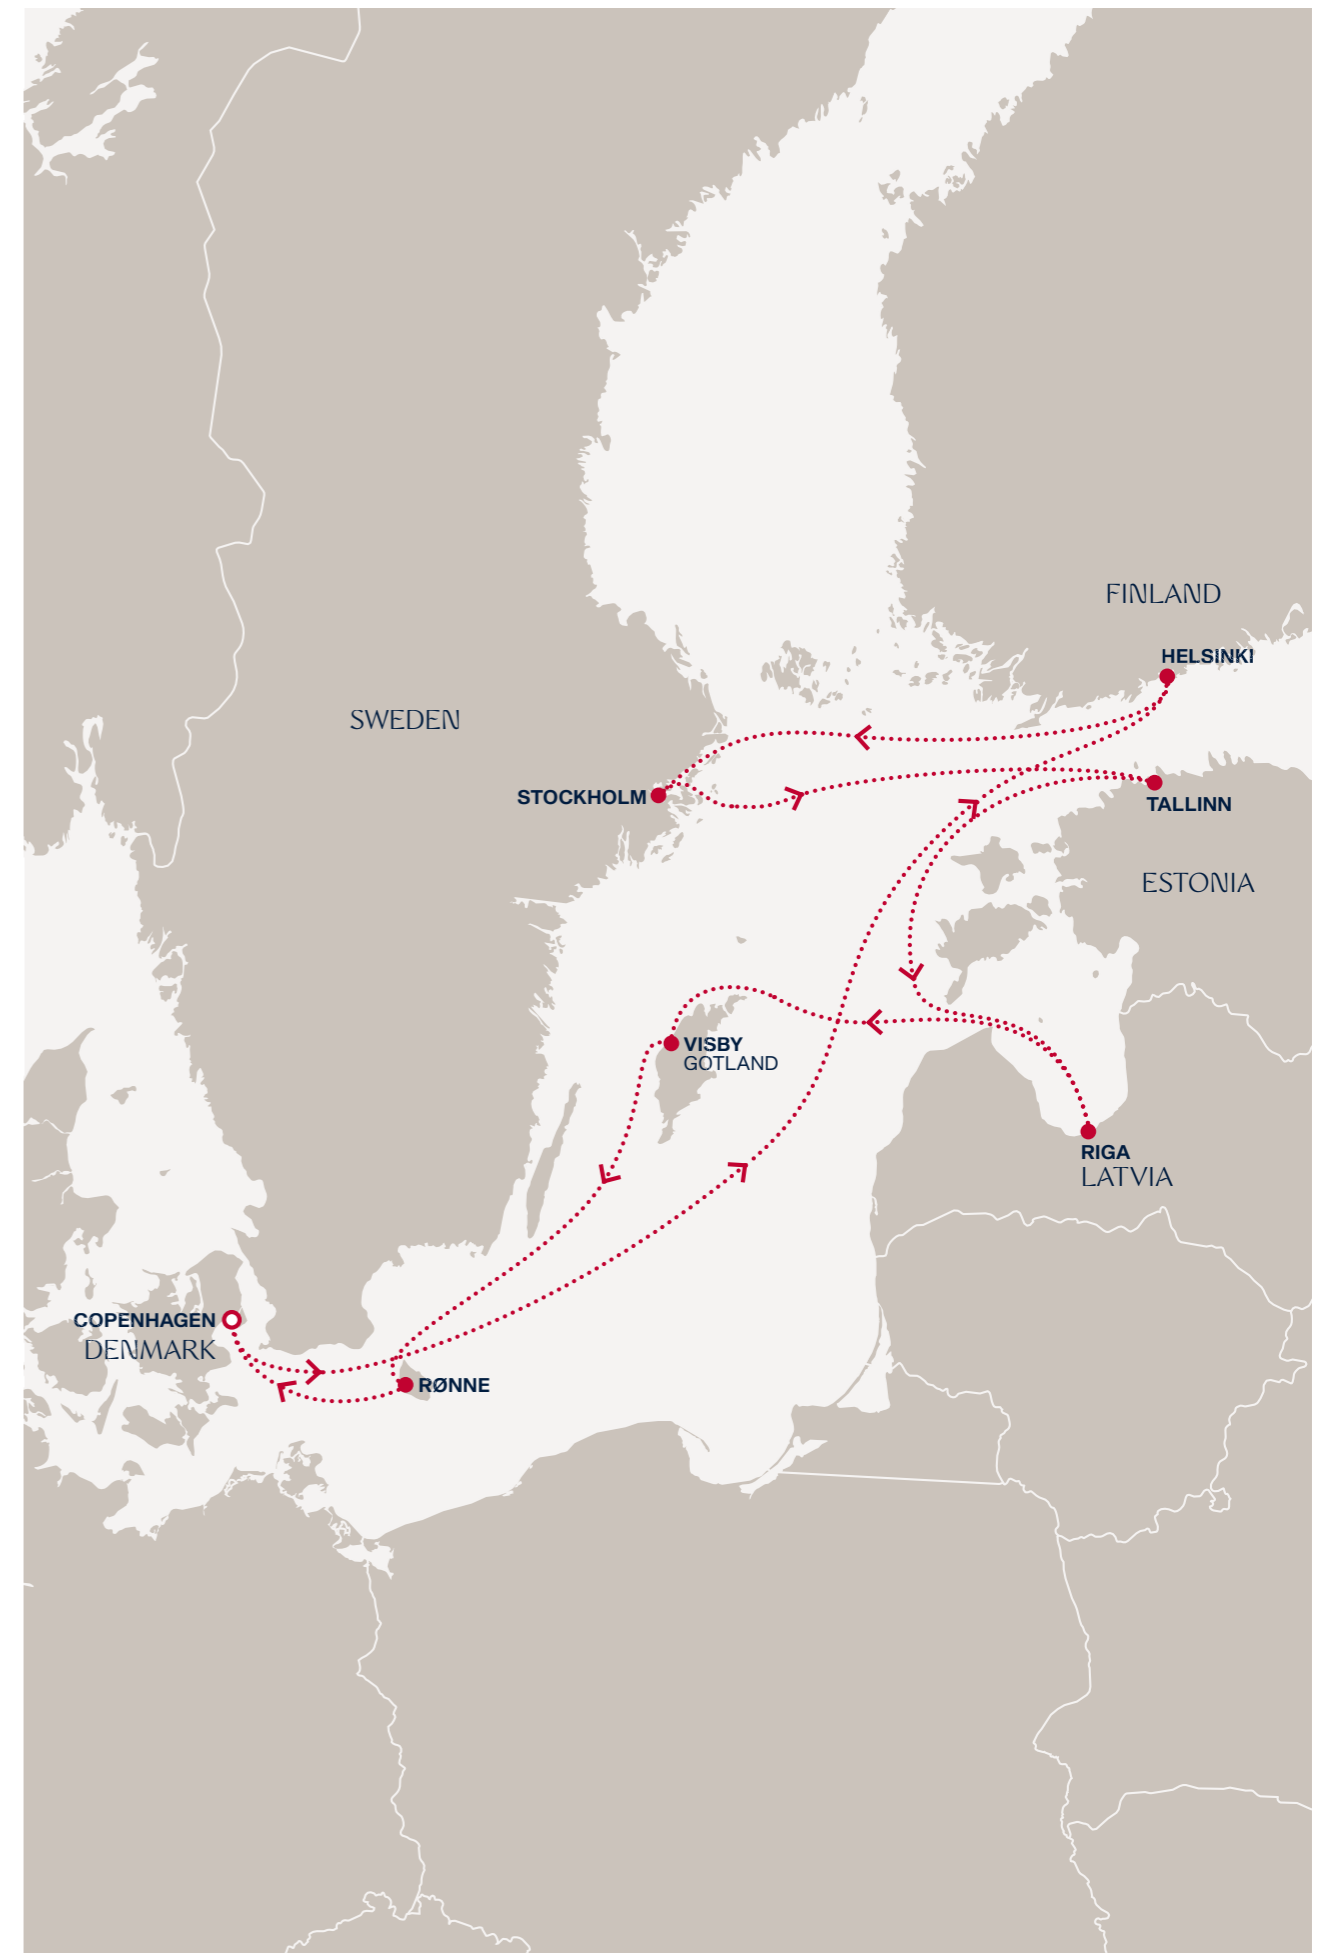 FINLAND
HELSINKI
SWEDEN
STOCKHOLM
TALLINN
ESTONIA
VISBY
GOTLAND
RIGA
LATVIA
COPENHAGEN
DENMARK
RØNNE